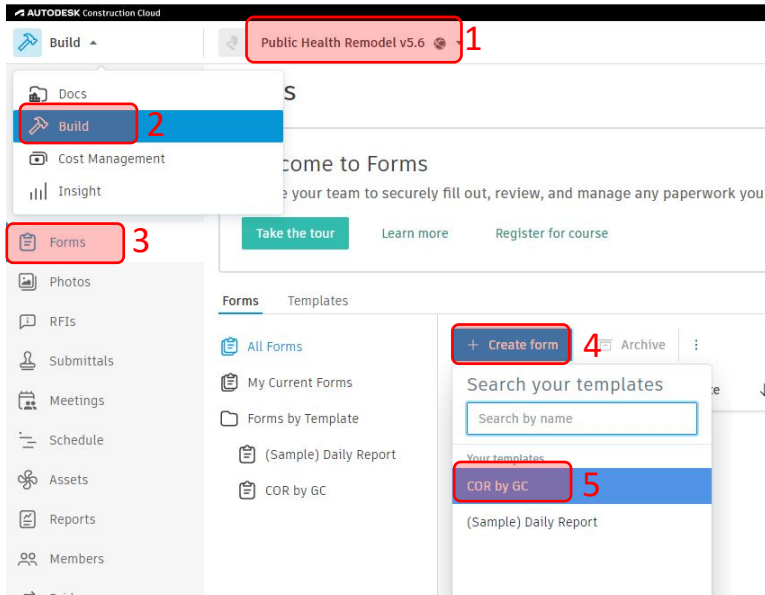 AUTODESK Construction Cloud
Build
Public Health Remodel v5.6
1
Docs
Build
2
Cost Management
Insight
s
come to Forms
your team to securely fill out, review, and manage any paperwork you
Take the tour
Learn more
Register for course
Forms
3
Photos
RFIs
Submittals
Meetings
Schedule
Assets
Reports
Members
Forms
Templates
All Forms
My Current Forms
Forms by Template
(Sample) Daily Report
COR by GC
+ Create form
4
Archive
Search your templates
Search by name
Your templates
COR by GC
5
(Sample) Daily Report